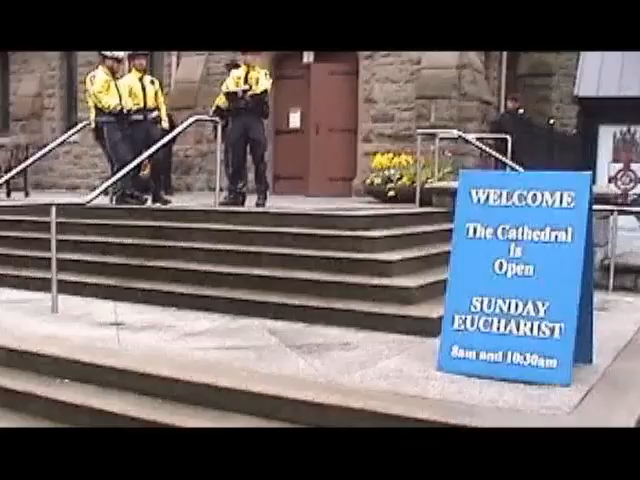 WELCOME
The Cathedral
is
Open
SUNDAY
EUCHARIST
8am and 10:30am